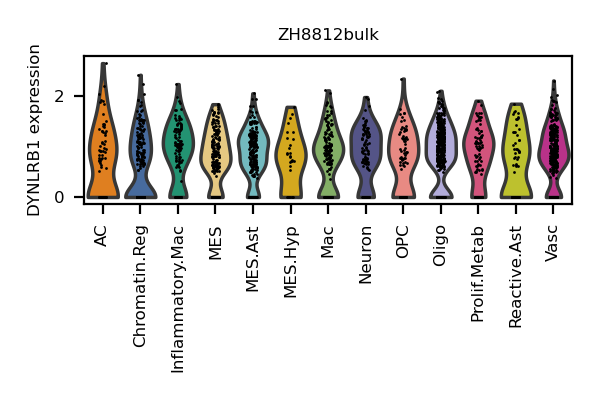 ZH8812bulk
DYNLRB1 expression
2
0
AC
Chromatin.Reg
Inflammatory.Mac
MES
MES.Ast
MES.Hyp
Mac
Neuron
OPC
Oligo
Prolif.Metab
Reactive.Ast
Vasc